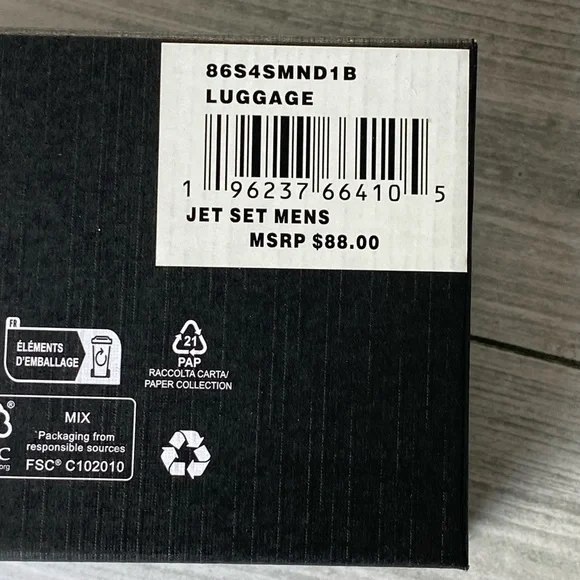 86S4SMND1B
LUGGAGE
1 96237 66410 5
JET SET MENS
MSRP $88.00
FR
ÉLÉMENTS
D'EMBALLAGE
21
PAP
RACCOLTA CARTA/
PAPER COLLECTION
®
MIX
Packaging from
responsible sources
FSC® C102010